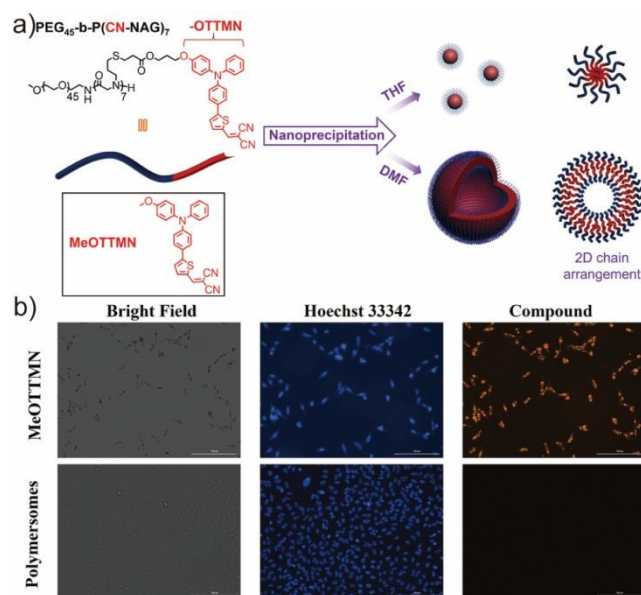 a)
PEG45-b-P(CN-NAG)7
-OTTMN
S
O
O
O
N
O
45
N
H
O
N
7
H
S
CN
CN
MeOTTMN
O
N
S
CN
CN
Nanoprecipitation
THF
DMF
2D chain
arrangement
b)
Bright Field
Hoechst 33342
Compound
MeOTTMN
Polymersomes